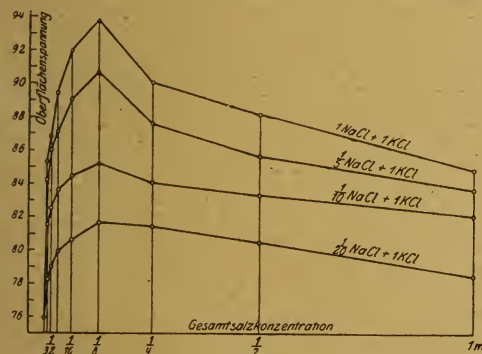 94
92
90
88
86
84
82
80
78
76
Oberflächenspannung
1 NaCl + 1 KCl
1/5 NaCl + 1 KCl
1/10 NaCl + 1 KCl
1/20 NaCl + 1 KCl
Gesamtsalzkonzentration
1/32 1/16 1/8 1/4 1/2 1 m